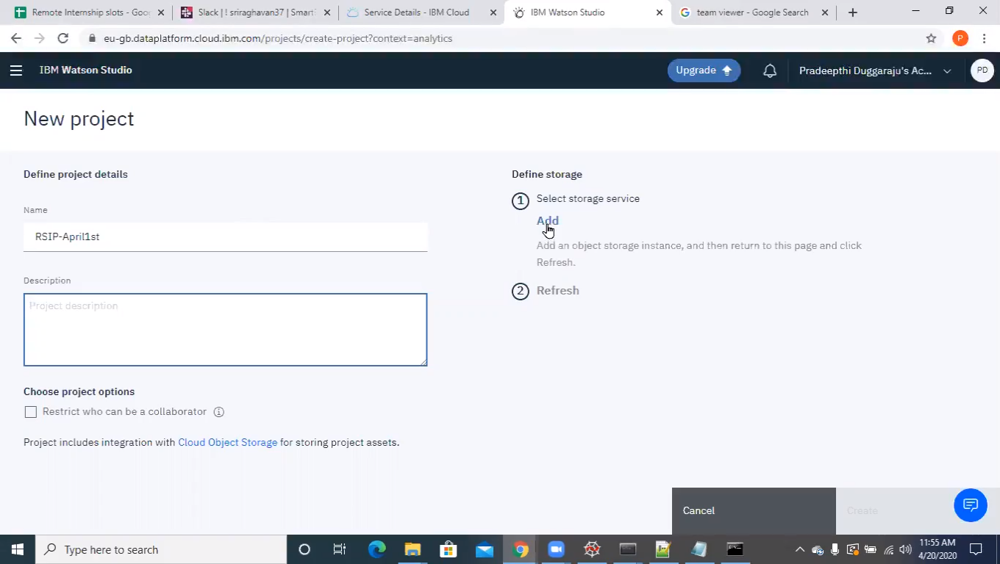 Remote Internship slots - Goo
Slack | ! sriraghavan37 | Smart
Service Details - IBM Cloud
IBM Watson Studio
team viewer - Google Search
eu-gb.dataplatform.cloud.ibm.com/projects/create-project?context=analytics
P
IBM Watson Studio
Upgrade
Pradeepthi Duggaraju's Ac...
PD
New project
Define project details
Define storage
1
Select storage service
Name
Add
RSIP-April1st
Add an object storage instance, and then return to this page and click
Refresh.
Description
2
Refresh
Project description
Choose project options
Restrict who can be a collaborator
Project includes integration with Cloud Object Storage for storing project assets.
Cancel
Create
Type here to search
11:55 AM
4/20/2020